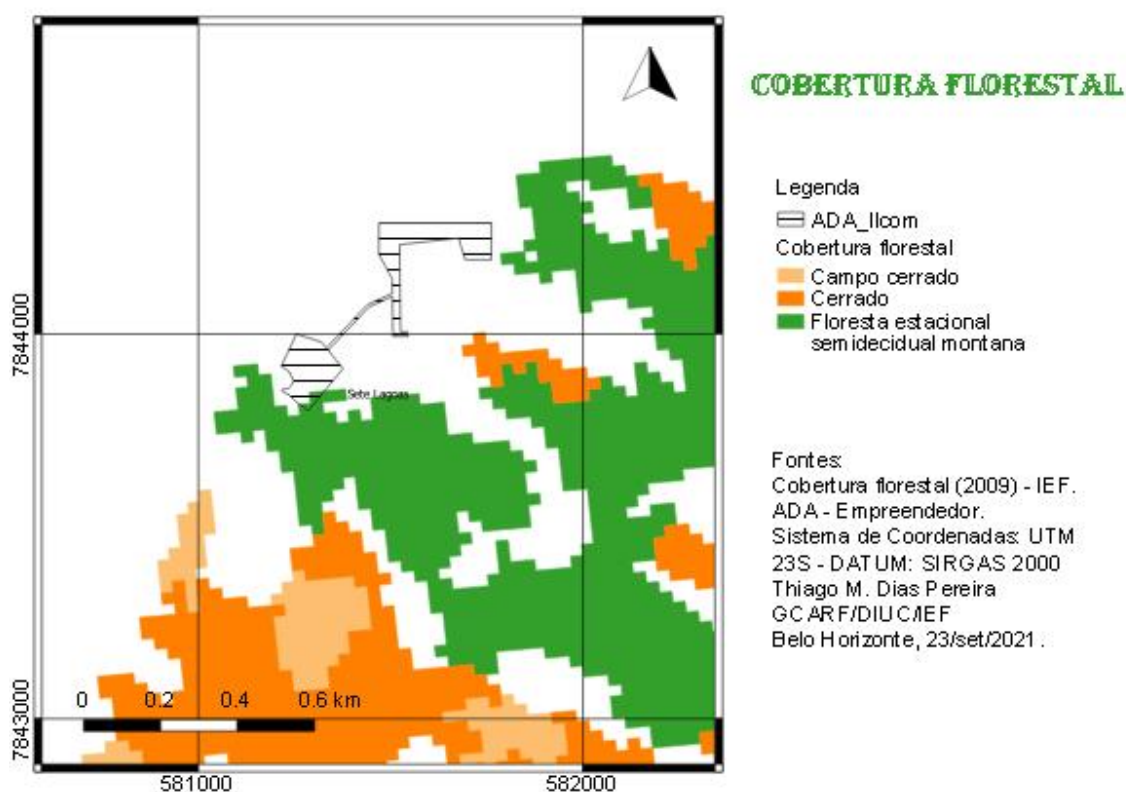 COBERTURA FLORESTAL
Legenda
ADA_Ilcom
Cobertura florestal
Campo cerrado
Cerrado
Floresta estacional
semidecidual montana
Sete Lagoas
7844000
7843000
0 0.2 0.4 0.6 km
581000 582000
Fontes:
Cobertura florestal (2009) - IEF.
ADA - Empreendedor.
Sistema de Coordenadas: UTM
23S - DATUM: SIRGAS 2000
Thiago M. Dias Pereira
GCARF/DIUC/IEF
Belo Horizonte, 23/set/2021.